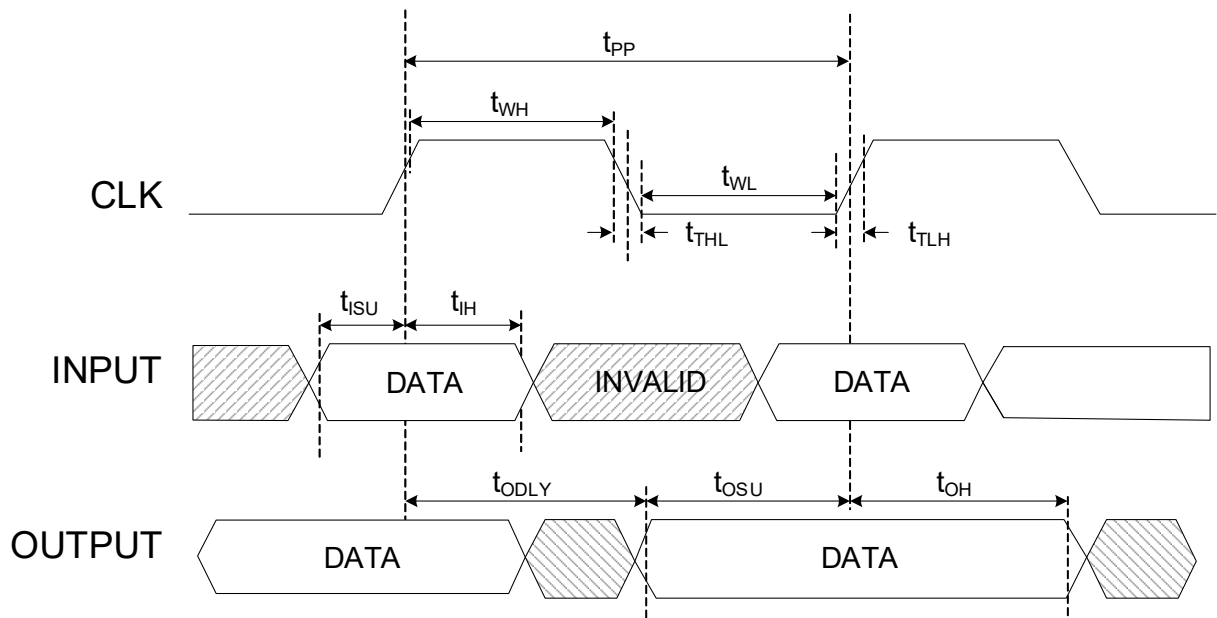 tPP
tWH
CLK
tWL
tTHL
tTLH
tISU
tIH
INPUT
DATA
INVALID
DATA
tODLY
tOSU
tOH
OUTPUT
DATA
DATA